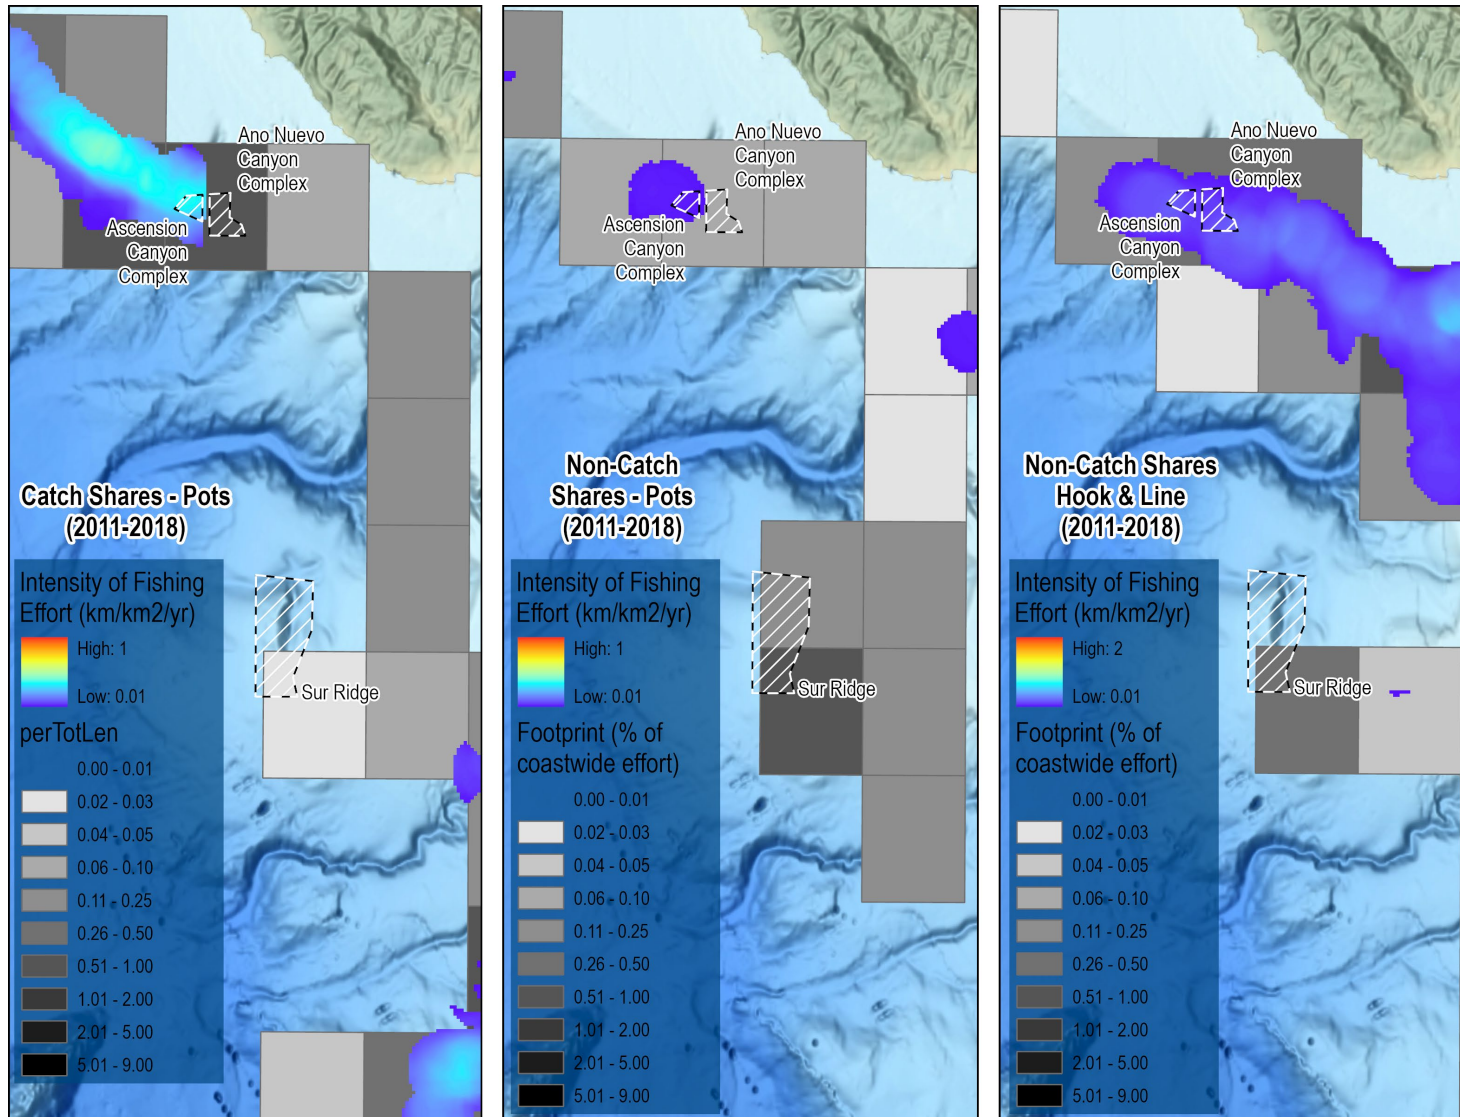 Ano Nuevo
Canyon
Complex
Ascension
Canyon
Complex
Catch Shares - Pots
(2011-2018)
Intensity of Fishing
Effort (km/km2/yr)
High: 1
Low: 0.01
perTotLen
0.00 - 0.01
0.02 - 0.03
0.04 - 0.05
0.06 - 0.10
0.11 - 0.25
0.26 - 0.50
0.51 - 1.00
1.01 - 2.00
2.01 - 5.00
5.01 - 9.00
Sur Ridge
Ano Nuevo
Canyon
Complex
Ascension
Canyon
Complex
Non-Catch
Shares - Pots
(2011-2018)
Intensity of Fishing
Effort (km/km2/yr)
High: 1
Low: 0.01
Footprint (% of
coastwide effort)
0.00 - 0.01
0.02 - 0.03
0.04 - 0.05
0.06 - 0.10
0.11 - 0.25
0.26 - 0.50
0.51 - 1.00
1.01 - 2.00
2.01 - 5.00
5.01 - 9.00
Sur Ridge
Ano Nuevo
Canyon
Complex
Ascension
Canyon
Complex
Non-Catch Shares
Hook & Line
(2011-2018)
Intensity of Fishing
Effort (km/km2/yr)
High: 2
Low: 0.01
Footprint (% of
coastwide effort)
0.00 - 0.01
0.02 - 0.03
0.04 - 0.05
0.06 - 0.10
0.11 - 0.25
0.26 - 0.50
0.51 - 1.00
1.01 - 2.00
2.01 - 5.00
5.01 - 9.00
Sur Ridge